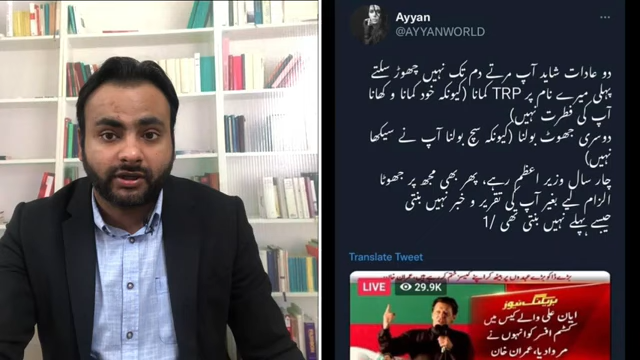 Ayyan
@AYYANWORLD
دو عادات شاید آپ مرتے دم تک نہیں چھوڑ سکتے
پہلی میرے نام پر TRP کمانا (کیونکہ خود کمانا و کھانا
آپ کی فطرت نہیں)
دوسری جھوٹ بولنا (کیونکہ سچ بولنا آپ نے سیکھا
نہیں)
چار سال وزیر اعظم رہے، پھر بھی مجھ پر جھوٹا
الزام لیے بغیر آپ کی تقریر و خبر نہیں بنتی
جیسے پہلے نہیں بنتی تھی /1
Translate Tweet
LIVE 29.9K
بریکنگ نیوز
ایان علی والے کیس میں
کسٹم افسر کو انہوں نے
مروا دیا، عمران خان